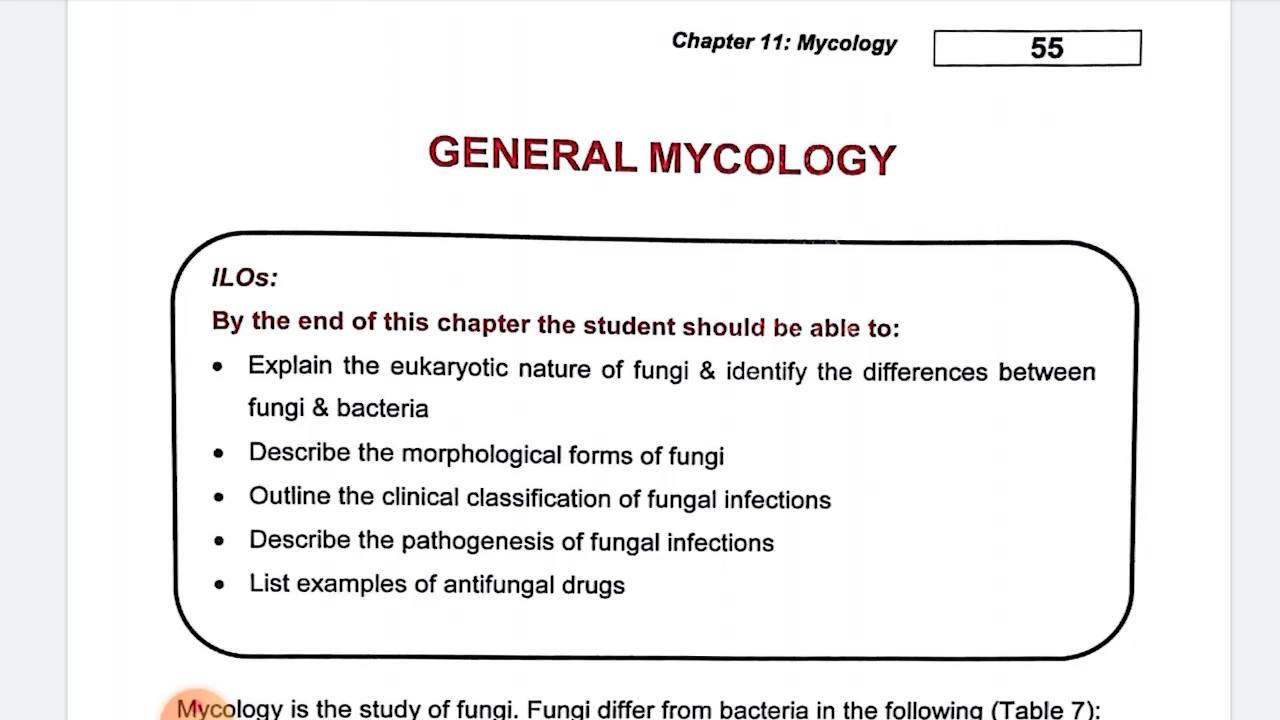 Chapter 11: Mycology
55
GENERAL MYCOLOGY
ILOs:
By the end of this chapter the student should be able to:
• Explain the eukaryotic nature of fungi & identify the differences between
fungi & bacteria
• Describe the morphological forms of fungi
• Outline the clinical classification of fungal infections
• Describe the pathogenesis of fungal infections
• List examples of antifungal drugs
Mycology is the study of fungi. Fungi differ from bacteria in the following (Table 7):